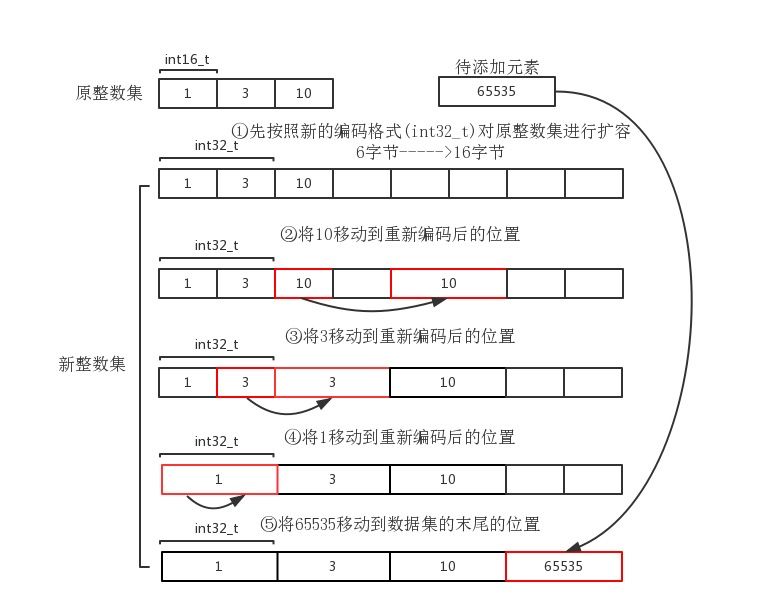 int16_t
原整数集
1 3 10
待添加元素
65535
①先按照新的编码格式(int32_t)对原整数集进行扩容
6字节----->16字节
int32_t
1 3 10
②将10移动到重新编码后的位置
int32_t
1 3 10 10
③将3移动到重新编码后的位置
int32_t
新整数集
1 3 3 10
④将1移动到重新编码后的位置
int32_t
1 3 10
⑤将65535移动到数据集的末尾的位置
int32_t
1 3 10 65535